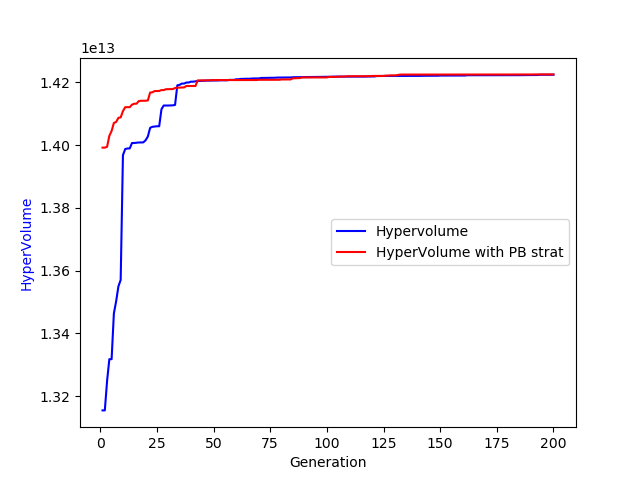 1e13
1.42
1.40
1.38
1.36
1.34
1.32
HyperVolume
Hypervolume
HyperVolume with PB strat
0 25 50 75 100 125 150 175 200
Generation